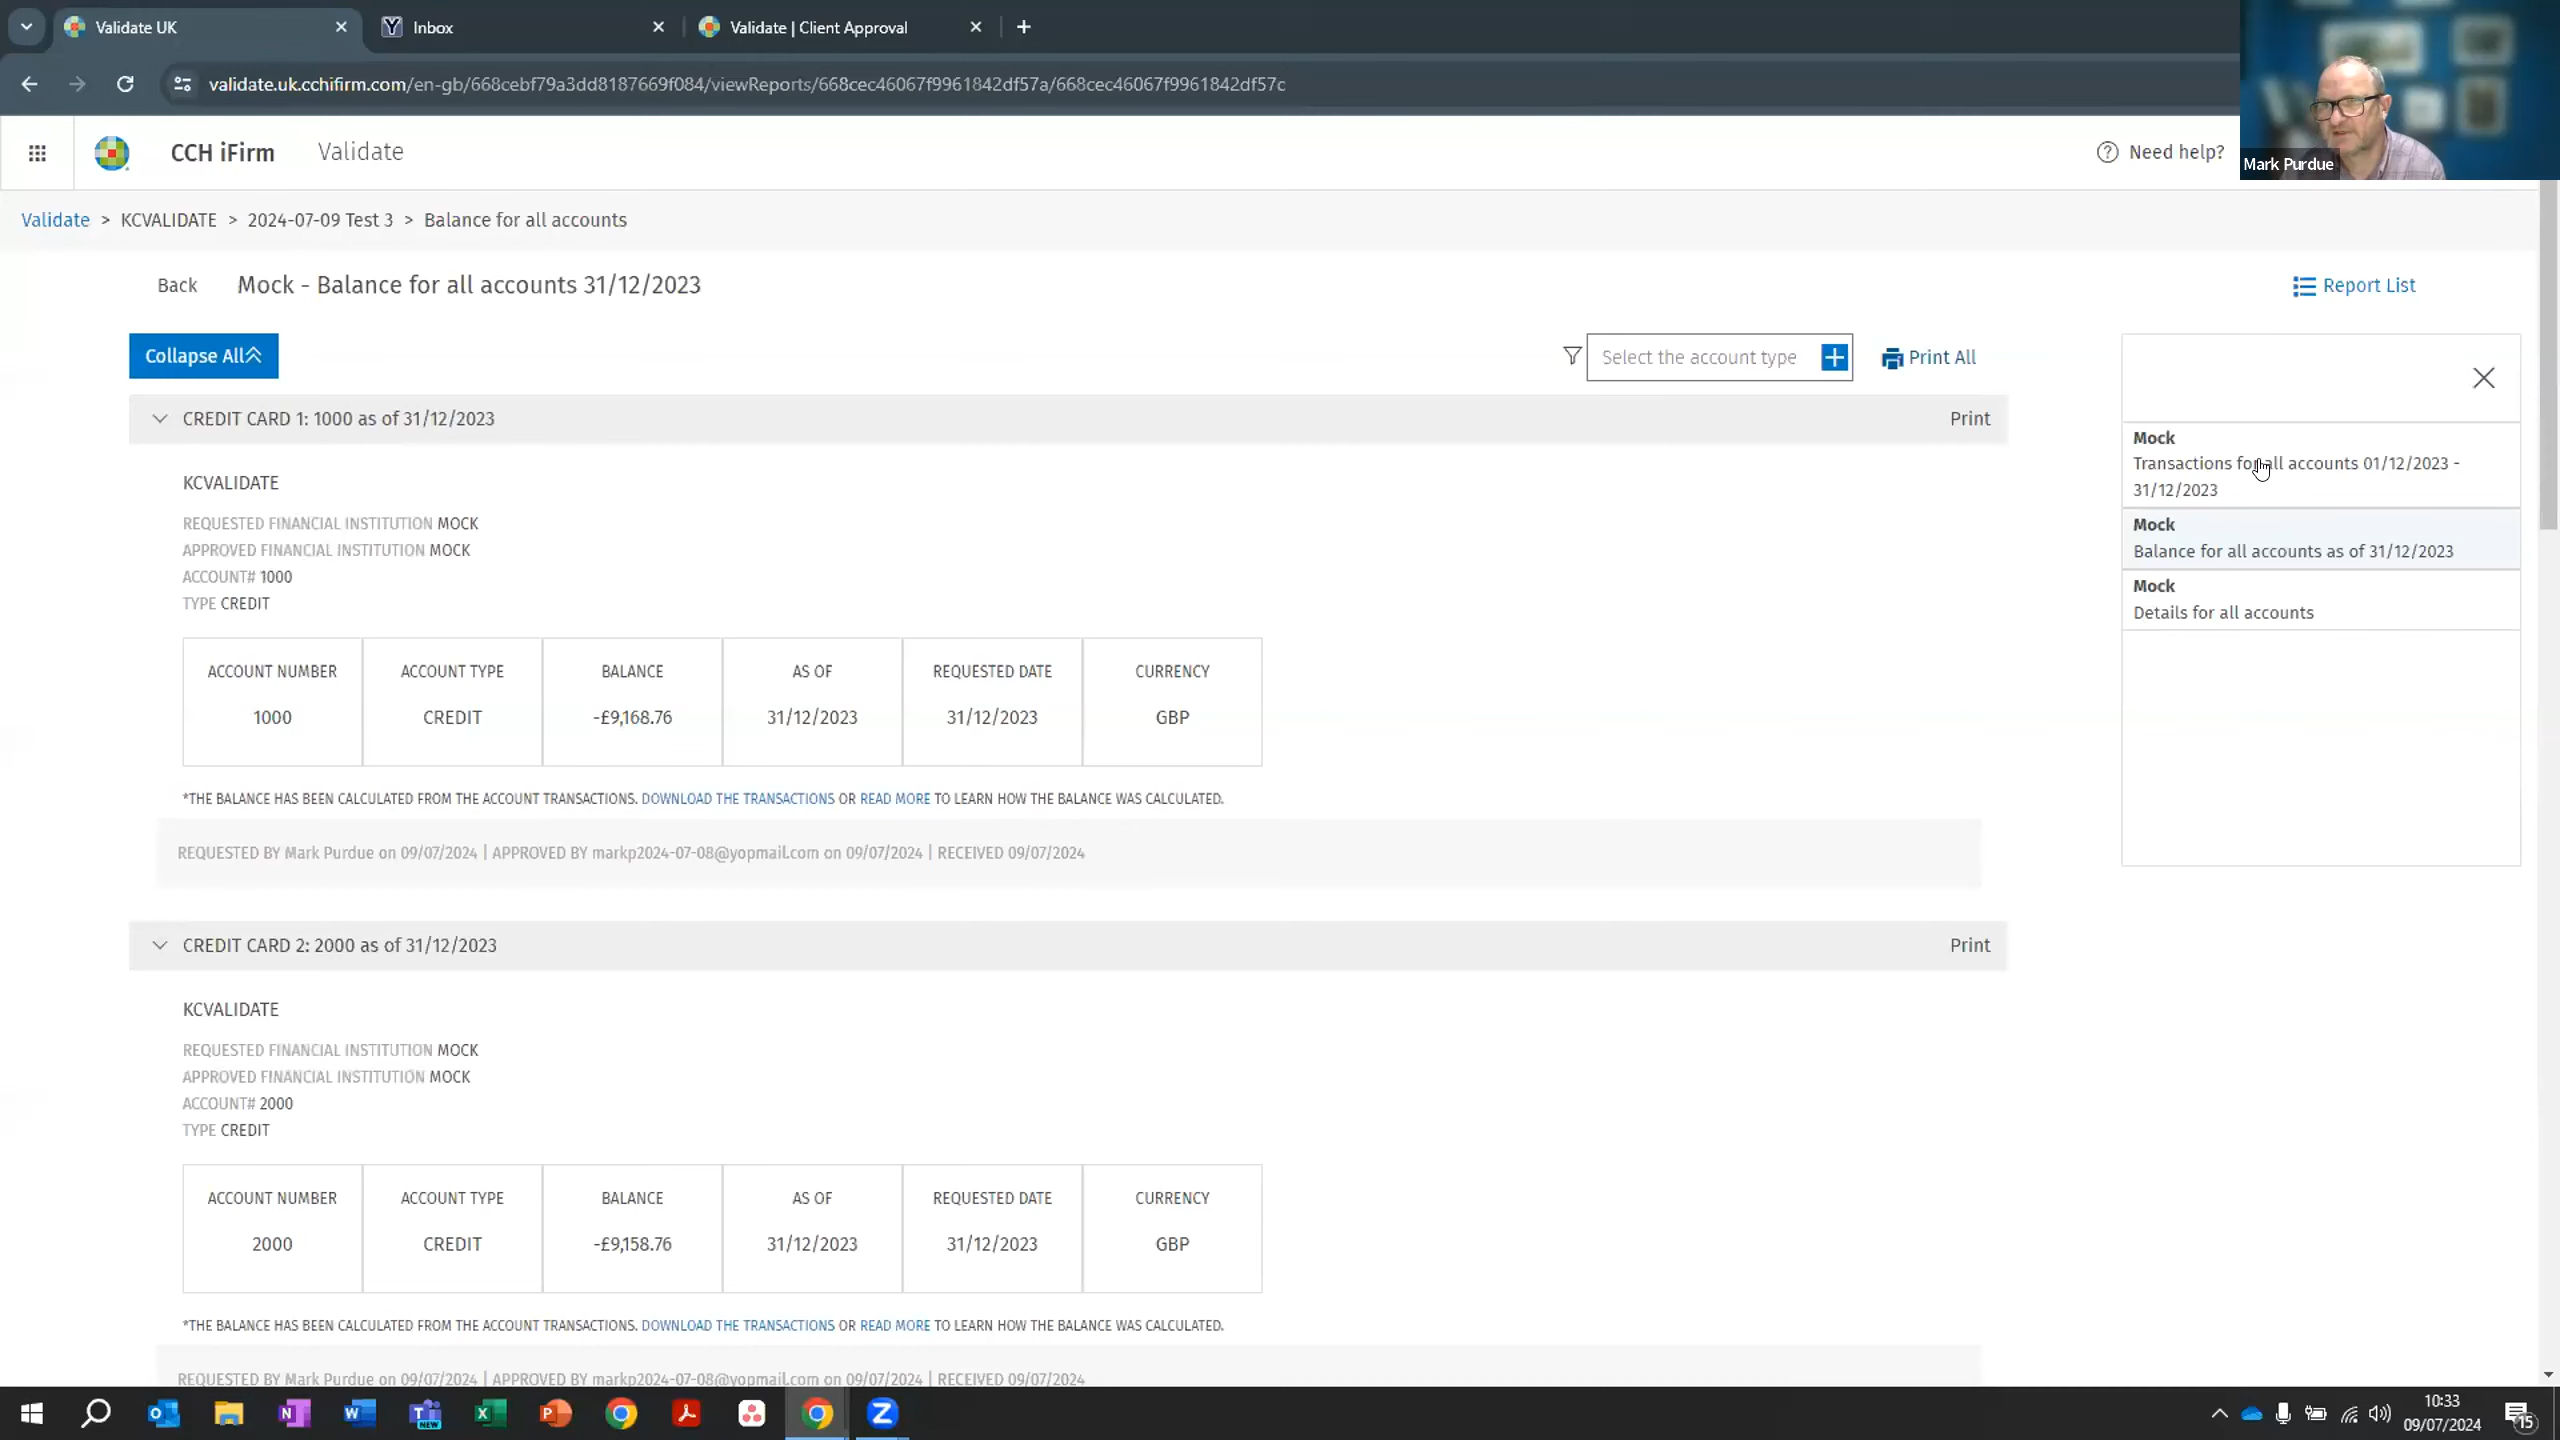 Validate UK
Inbox
Validate | Client Approval
validate.uk.cchifirm.com/en-gb/668cebf79a3dd8187669f084/viewReports/668cec46067f9961842df57a/668cec46067f9961842df57c
CCH iFirm
Validate
Need help?
Mark Purdue
Validate > KCVALIDATE > 2024-07-09 Test 3 > Balance for all accounts
Back
Mock - Balance for all accounts 31/12/2023
Report List
Collapse All
Select the account type
Print All
CREDIT CARD 1: 1000 as of 31/12/2023
Print
KCVALIDATE
REQUESTED FINANCIAL INSTITUTION MOCK
APPROVED FINANCIAL INSTITUTION MOCK
ACCOUNT# 1000
TYPE CREDIT
ACCOUNT NUMBER ACCOUNT TYPE BALANCE AS OF REQUESTED DATE CURRENCY
1000 CREDIT -£9,168.76 31/12/2023 31/12/2023 GBP
*THE BALANCE HAS BEEN CALCULATED FROM THE ACCOUNT TRANSACTIONS. DOWNLOAD THE TRANSACTIONS OR READ MORE TO LEARN HOW THE BALANCE WAS CALCULATED.
REQUESTED BY Mark Purdue on 09/07/2024 | APPROVED BY markp2024-07-08@yopmail.com on 09/07/2024 | RECEIVED 09/07/2024
CREDIT CARD 2: 2000 as of 31/12/2023
Print
KCVALIDATE
REQUESTED FINANCIAL INSTITUTION MOCK
APPROVED FINANCIAL INSTITUTION MOCK
ACCOUNT# 2000
TYPE CREDIT
ACCOUNT NUMBER ACCOUNT TYPE BALANCE AS OF REQUESTED DATE CURRENCY
2000 CREDIT -£9,158.76 31/12/2023 31/12/2023 GBP
*THE BALANCE HAS BEEN CALCULATED FROM THE ACCOUNT TRANSACTIONS. DOWNLOAD THE TRANSACTIONS OR READ MORE TO LEARN HOW THE BALANCE WAS CALCULATED.
REQUESTED BY Mark Purdue on 09/07/2024 | APPROVED BY markp2024-07-08@yopmail.com on 09/07/2024 | RECEIVED 09/07/2024
Mock
Transactions for all accounts 01/12/2023 -
31/12/2023
Mock
Balance for all accounts as of 31/12/2023
Mock
Details for all accounts
10:33
09/07/2024
15